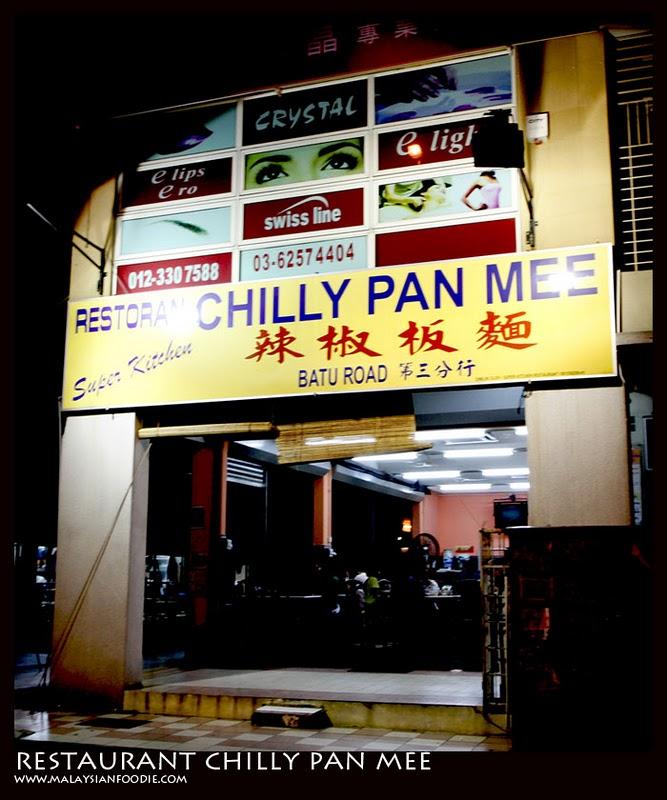 晶 專 業
CRYSTAL
e lips
e ro
e ligh
swiss line
012-330 7588
03-62574404
RESTORAN CHILLY PAN MEE
Super Kitchen
辣椒板麵
BATU ROAD 第三分行
RESTAURANT CHILLY PAN MEE
WWW.MALAYSIANFOODIE.COM